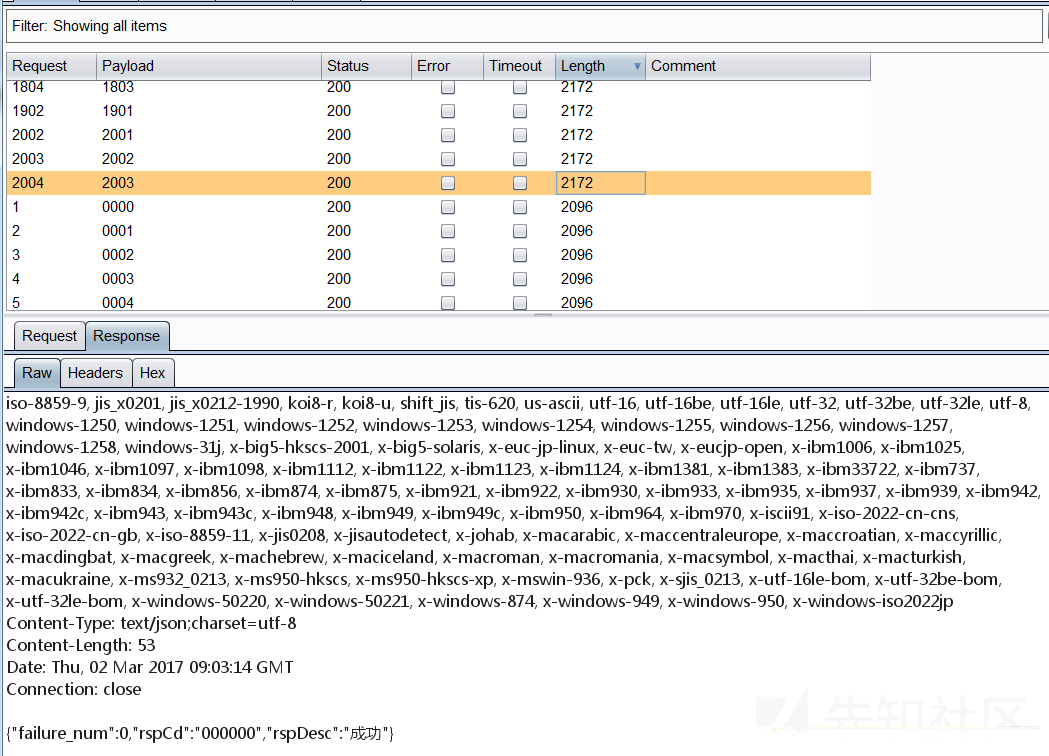 Filter: Showing all items
Request Payload Status Error Timeout Length Comment
1804 1803 200 2172
1902 1901 200 2172
2002 2001 200 2172
2003 2002 200 2172
2004 2003 200 2172
1 0000 200 2096
2 0001 200 2096
3 0002 200 2096
4 0003 200 2096
5 0004 200 2096
Request Response
Raw Headers Hex
iso-8859-9, jis_x0201, jis_x0212-1990, koi8-r, koi8-u, shift_jis, tis-620, us-ascii, utf-16, utf-16be, utf-16le, utf-32, utf-32be, utf-32le, utf-8,
windows-1250, windows-1251, windows-1252, windows-1253, windows-1254, windows-1255, windows-1256, windows-1257,
windows-1258, windows-31j, x-big5-hkscs-2001, x-big5-solaris, x-euc-jp-linux, x-euc-tw, x-eucjp-open, x-ibm1006, x-ibm1025,
x-ibm1046, x-ibm1097, x-ibm1098, x-ibm1112, x-ibm1122, x-ibm1123, x-ibm1124, x-ibm1381, x-ibm1383, x-ibm33722, x-ibm737,
x-ibm833, x-ibm834, x-ibm856, x-ibm874, x-ibm875, x-ibm921, x-ibm922, x-ibm930, x-ibm933, x-ibm935, x-ibm937, x-ibm939, x-ibm942,
x-ibm942c, x-ibm943, x-ibm943c, x-ibm948, x-ibm949, x-ibm949c, x-ibm950, x-ibm964, x-ibm970, x-iscii91, x-iso-2022-cn-cns,
x-iso-2022-cn-gb, x-iso-8859-11, x-jis0208, x-jisautodetect, x-johab, x-macarabic, x-maccentraleurope, x-maccroatian, x-maccyrillic,
x-macdingbat, x-macgreek, x-machebrew, x-maciceland, x-macroman, x-macromania, x-macsymbol, x-macthai, x-macturkish,
x-macukraine, x-ms932_0213, x-ms950-hkscs, x-ms950-hkscs-xp, x-mswin-936, x-pck, x-sjis_0213, x-utf-16le-bom, x-utf-32be-bom,
x-utf-32le-bom, x-windows-50220, x-windows-50221, x-windows-874, x-windows-949, x-windows-950, x-windows-iso2022jp
Content-Type: text/json;charset=utf-8
Content-Length: 53
Date: Thu, 02 Mar 2017 09:03:14 GMT
Connection: close
{"failure_num":0,"rspCd":"000000","rspDesc":"成功"}
先知社区